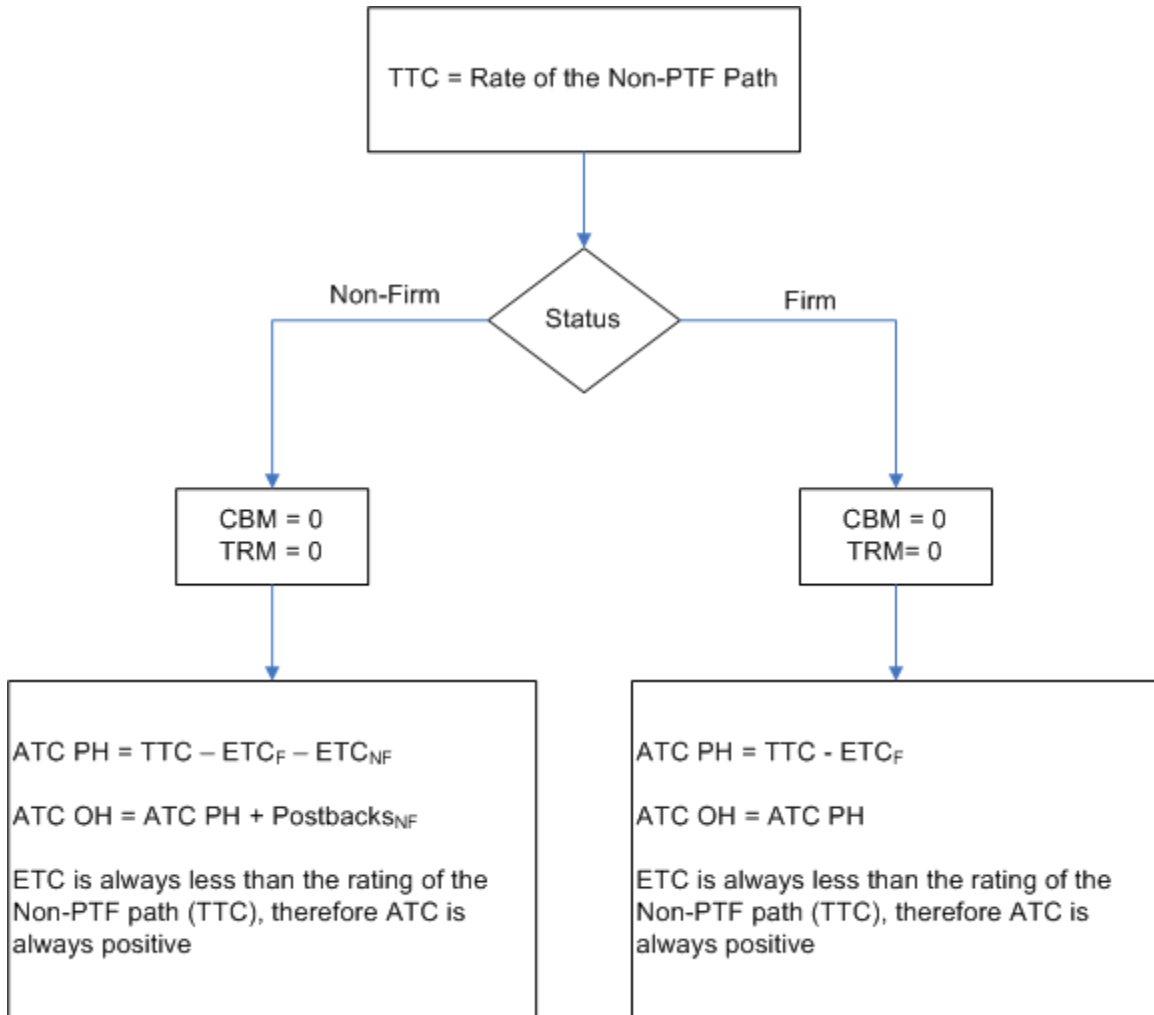 TTC = Rate of the Non-PTF Path
Status
Non-Firm
Firm
CBM = 0
TRM = 0
CBM = 0
TRM= 0
ATC PH = TTC – ETCF – ETCNF
ATC OH = ATC PH + PostbacksNF
ETC is always less than the rating of the
Non-PTF path (TTC), therefore ATC is
always positive
ATC PH = TTC - ETCF
ATC OH = ATC PH
ETC is always less than the rating of the
Non-PTF path (TTC), therefore ATC is
always positive